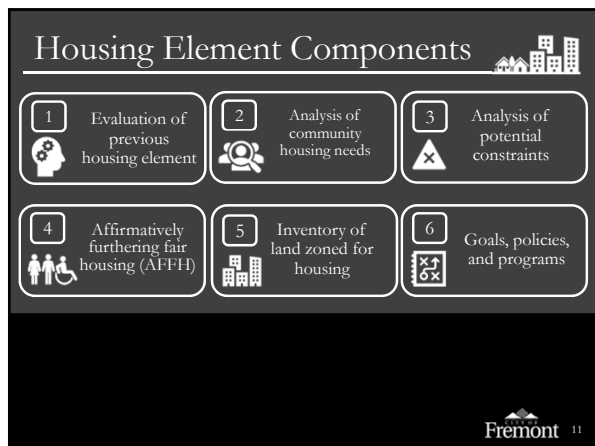 Housing Element Components
1
Evaluation of
previous
housing element
2
Analysis of
community
housing needs
3
Analysis of
potential
constraints
4
Affirmatively
furthering fair
housing (AFFH)
5
Inventory of
land zoned for
housing
6
Goals, policies,
and programs
CITY OF
Fremont
11